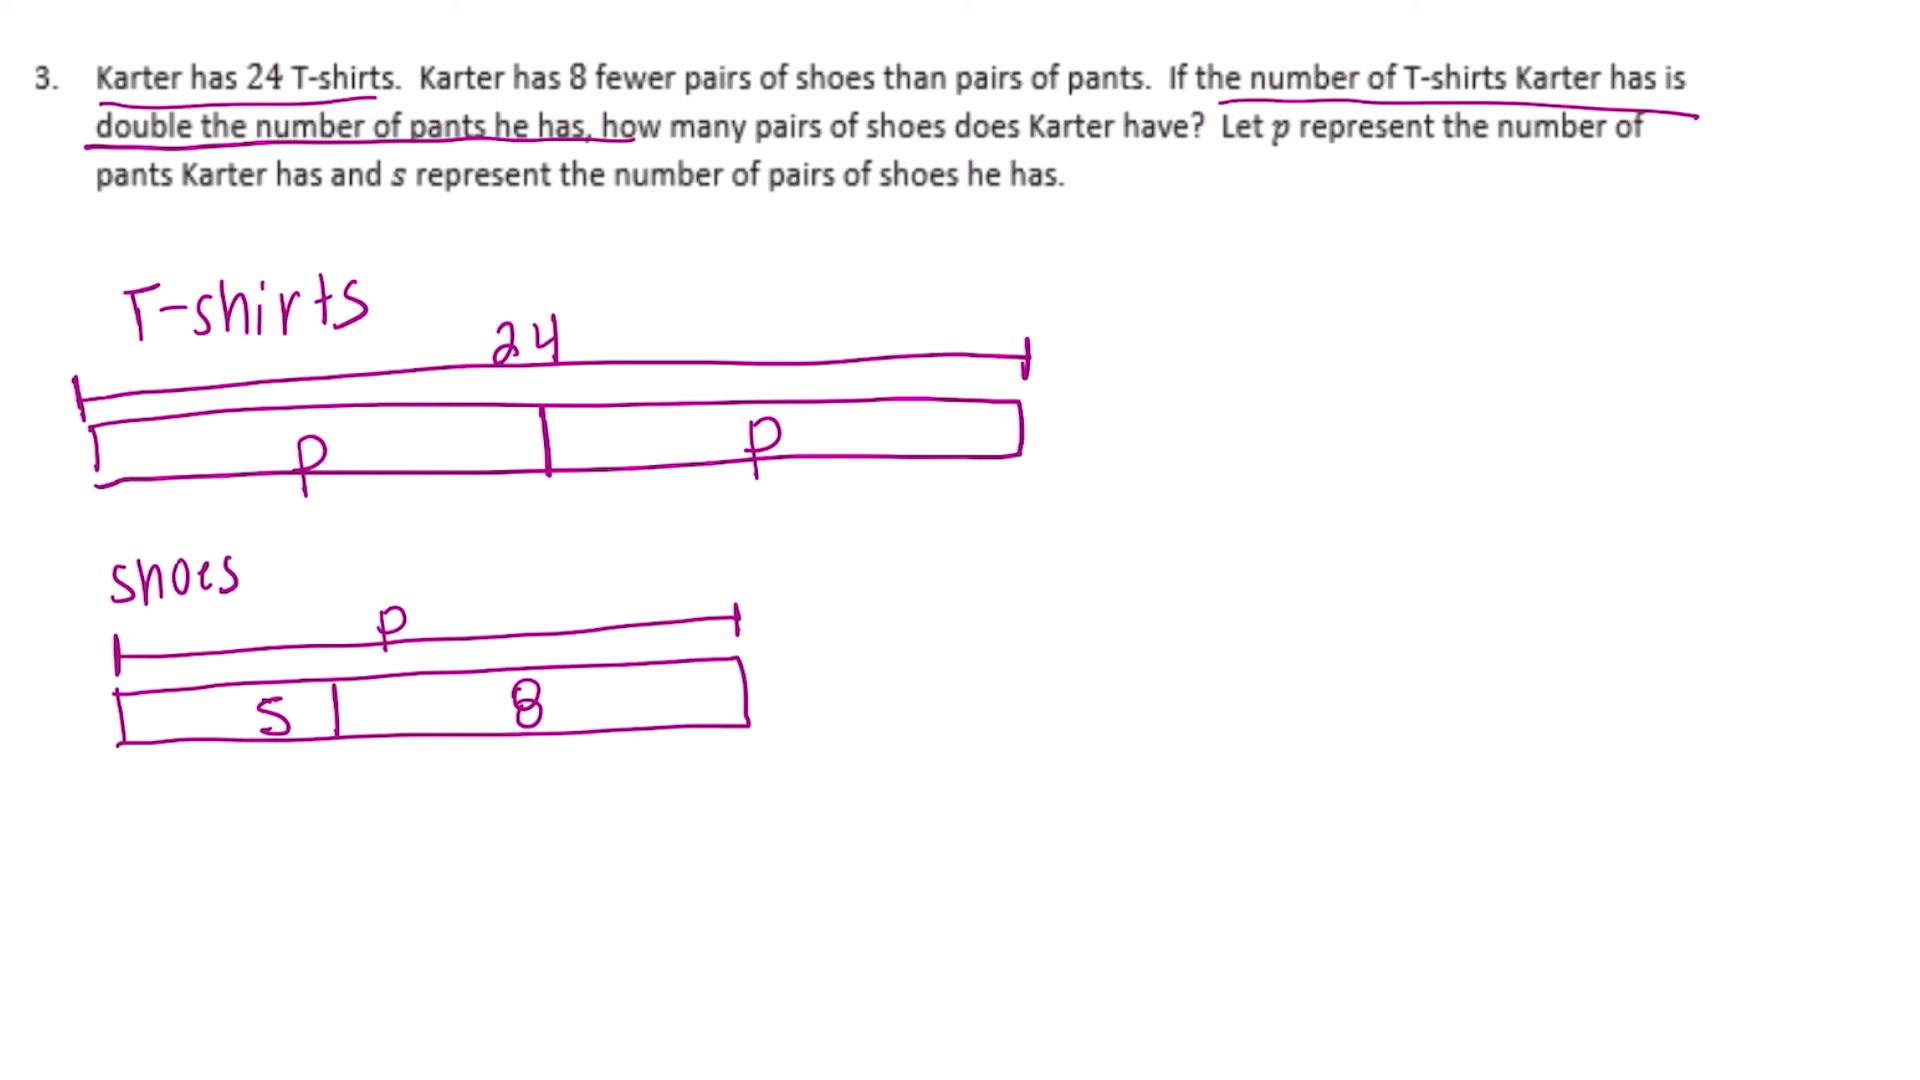 3. Karter has 24 T-shirts. Karter has 8 fewer pairs of shoes than pairs of pants. If the number of T-shirts Karter has is
double the number of pants he has, how many pairs of shoes does Karter have? Let p represent the number of
pants Karter has and s represent the number of pairs of shoes he has.
T-shirts
24
p p
shoes
p
s 8